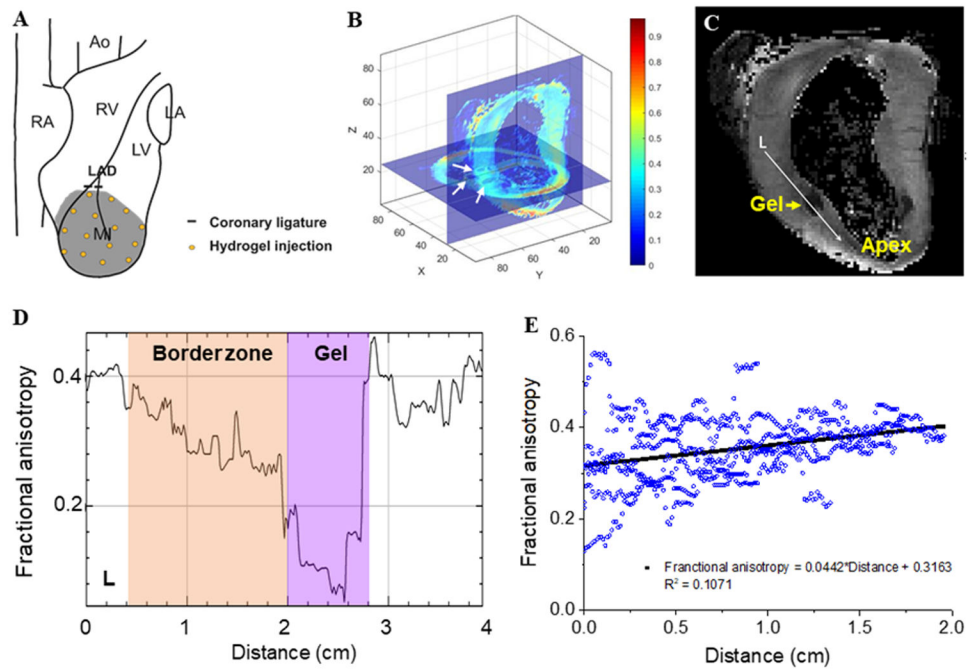 A
Ao
RA
RV
LA
LV
LAD
MI
Coronary ligature
Hydrogel injection
B
80
60
40
20
0
Z
80
60
40
20
X
80
60
40
20
Y
0.9
0.8
0.7
0.6
0.5
0.4
0.3
0.2
0.1
0
C
L
Gel
Apex
D
Borderzone
Gel
Fractional anisotropy
0.4
0.2
L
0
1
2
3
4
Distance (cm)
E
Fractional anisotropy
0.6
0.4
0.2
0.0
Franctional anisotropy = 0.0442*Distance + 0.3163
R² = 0.1071
0.0
0.5
1.0
1.5
2.0
Distance (cm)